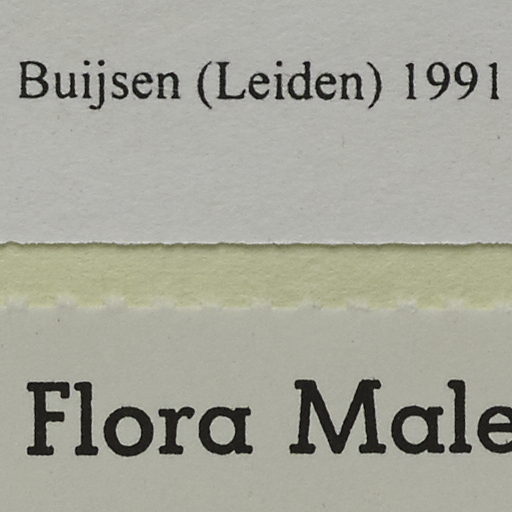 Buijsen (Leiden) 1991
Flora Male